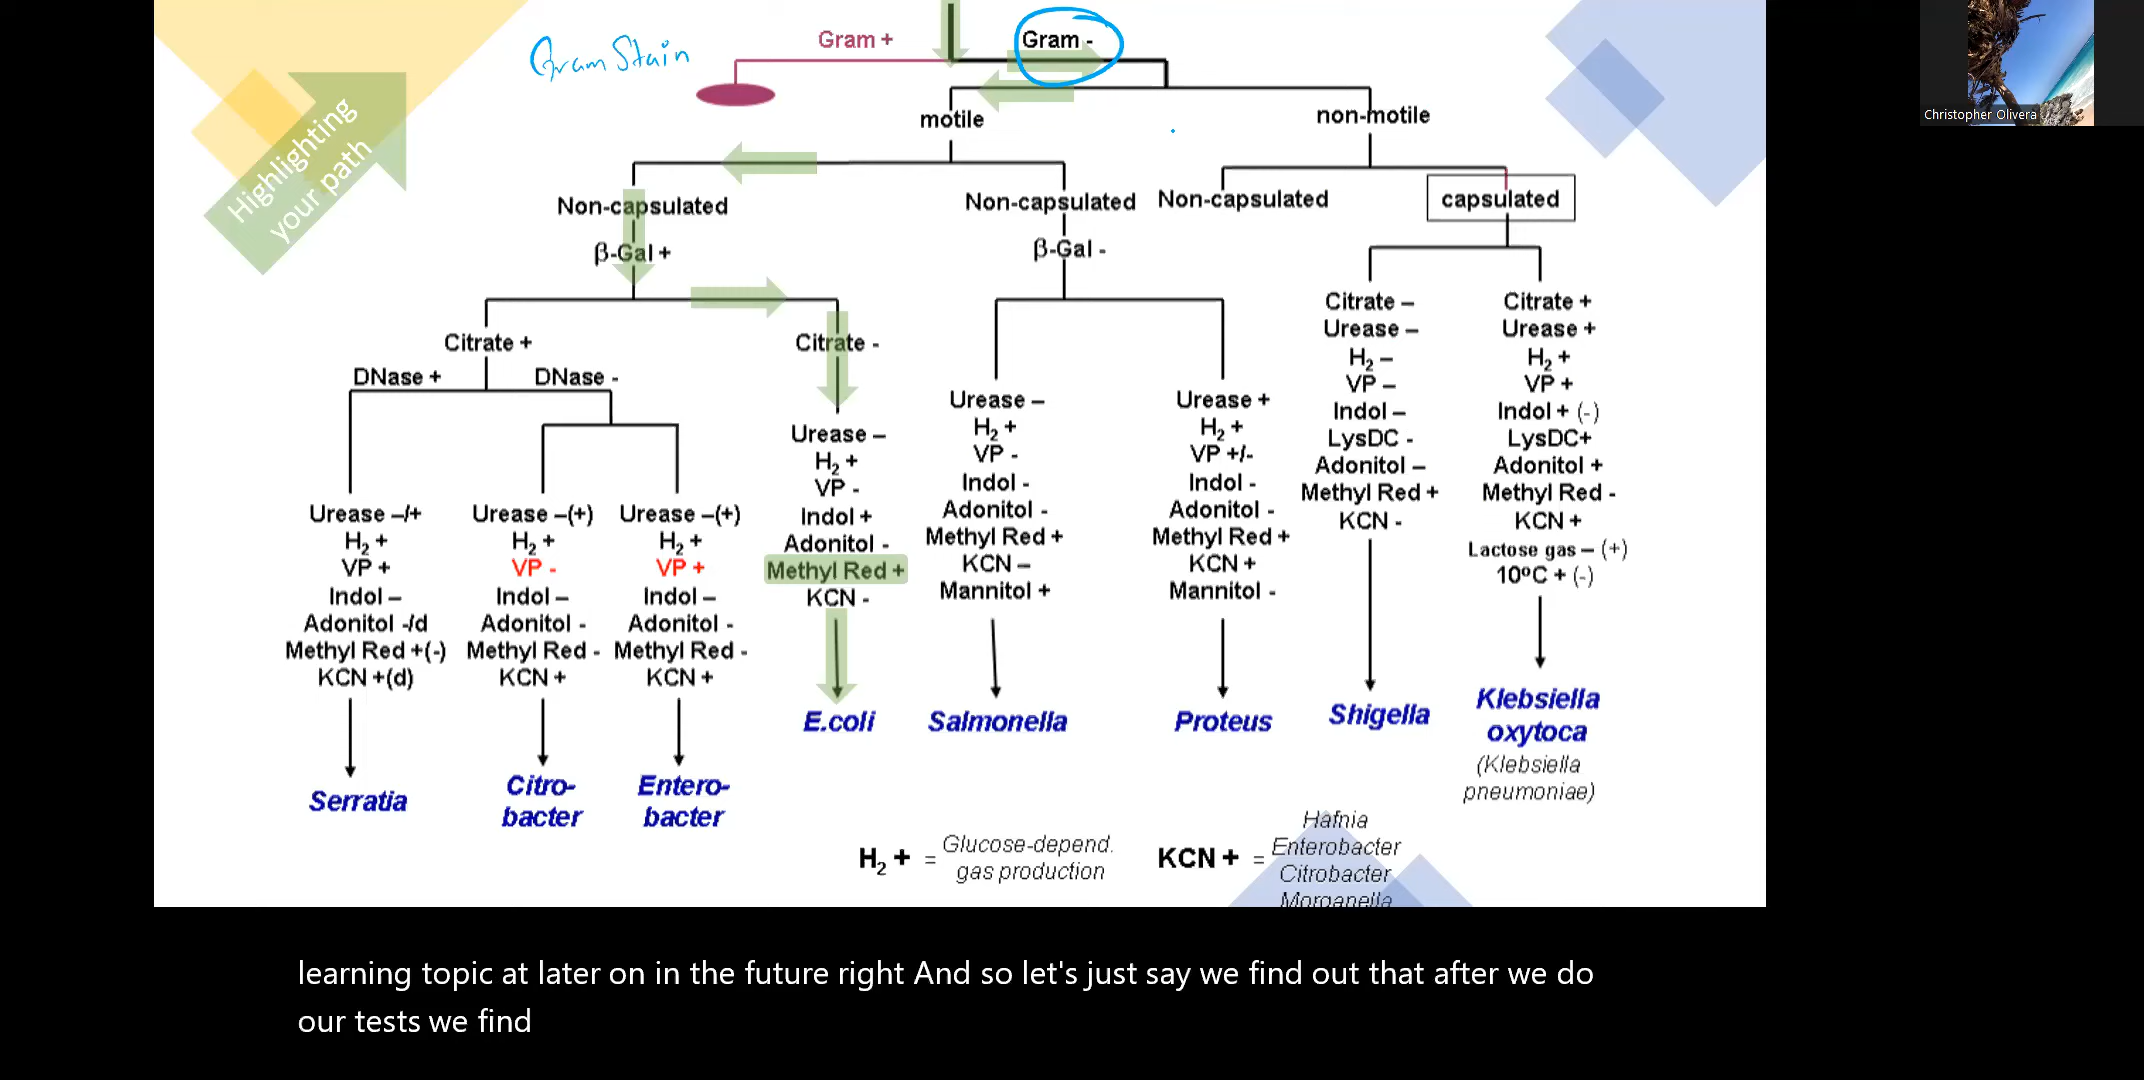 Gram Stain
Gram +
Gram -
Highlighting
your path
motile
non-motile
Non-capsulated
β-Gal +
Non-capsulated
β-Gal -
Non-capsulated
capsulated
Citrate +
DNase +
DNase -
Citrate -
Urease –/+
H₂ +
VP +
Indol –
Adonitol -/d
Methyl Red +(-)
KCN +(d)
Serratia
Urease –(+)
H₂ +
VP -
Indol –
Adonitol -
Methyl Red -
KCN +
Citro-
bacter
Urease –(+)
H₂ +
VP +
Indol –
Adonitol -
Methyl Red -
KCN +
Entero-
bacter
Urease –
H₂ +
VP -
Indol +
Adonitol -
Methyl Red +
KCN -
E.coli
Urease –
H₂ +
VP -
Indol -
Adonitol -
Methyl Red +
KCN –
Mannitol +
Salmonella
Urease +
H₂ +
VP +/-
Indol -
Adonitol -
Methyl Red +
KCN +
Mannitol -
Proteus
Citrate –
Urease –
H₂ –
VP –
Indol –
LysDC -
Adonitol –
Methyl Red +
KCN -
Shigella
Citrate +
Urease +
H₂ +
VP +
Indol + (-)
LysDC+
Adonitol +
Methyl Red -
KCN +
Lactose gas – (+)
10ºC + (-)
Klebsiella
oxytoca
(Klebsiella
pneumoniae)
H₂ + = Glucose-depend.
gas production
KCN + = Hafnia
Enterobacter
Citrobacter
Morganella
Christopher Olivera
learning topic at later on in the future right And so let's just say we find out that after we do
our tests we find